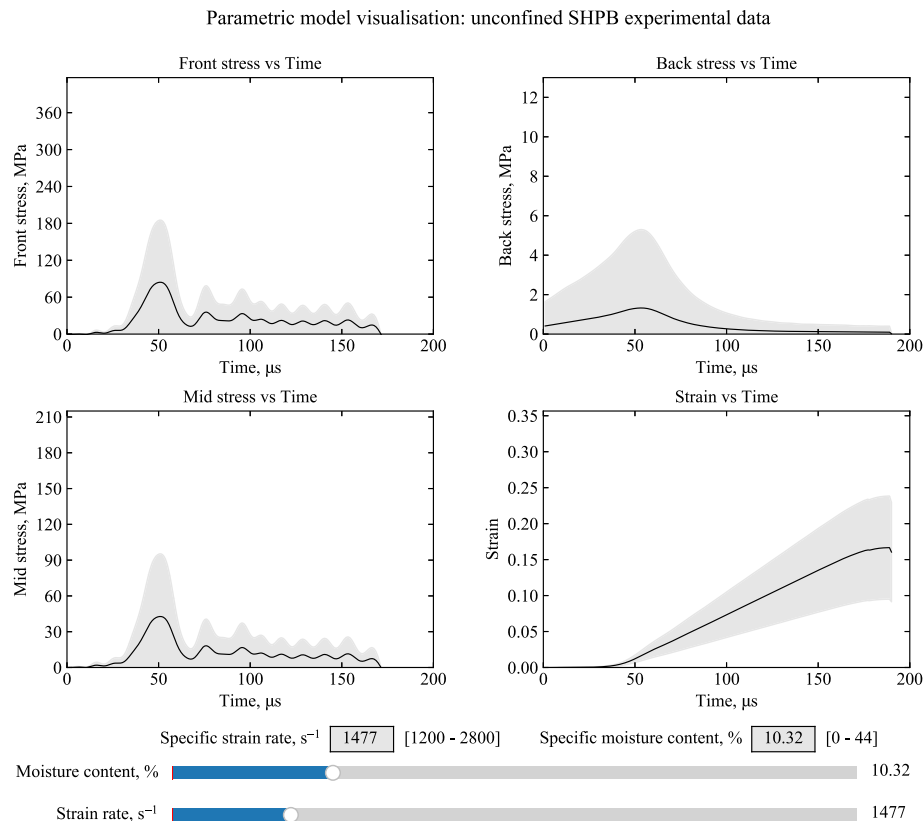 Parametric model visualisation: unconfined SHPB experimental data
Front stress vs Time
Front stress, MPa
360
300
240
180
120
60
0
0 50 100 150 200
Time, μs
Back stress vs Time
Back stress, MPa
12
10
8
6
4
2
0
0 50 100 150 200
Time, μs
Mid stress vs Time
Mid stress, MPa
210
180
150
120
90
60
30
0
0 50 100 150 200
Time, μs
Strain vs Time
Strain
0.35
0.30
0.25
0.20
0.15
0.10
0.05
0.00
0 50 100 150 200
Time, μs
Specific strain rate, s⁻¹ 1477 [1200 - 2800]
Specific moisture content, % 10.32 [0 - 44]
Moisture content, % 10.32
Strain rate, s⁻¹ 1477